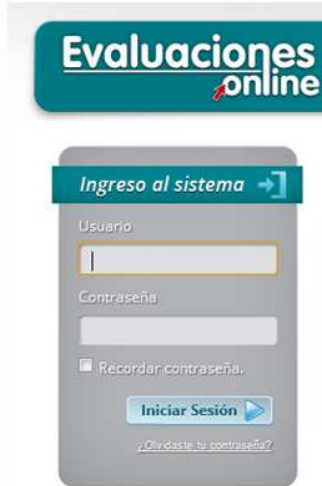 Evaluaciones
online
Ingreso al sistema
Usuario
Contraseña
Recordar contraseña.
Iniciar Sesión
¿Olvidaste tu contraseña?